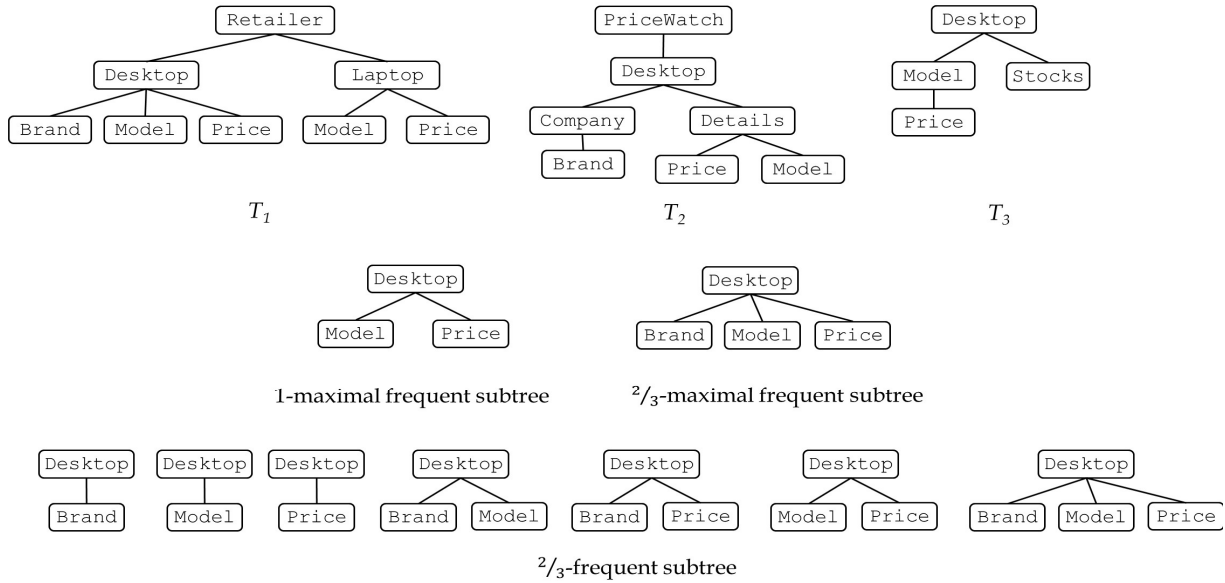 Retailer PriceWatch Desktop
Desktop Laptop Desktop Model Stocks
Brand Model Price Model Price Company Details Price
Brand Price Model
T1 T2 T3
Desktop Desktop
Model Price Brand Model Price
1-maximal frequent subtree 2/3-maximal frequent subtree
Desktop Desktop Desktop Desktop Desktop Desktop Desktop
Brand Model Price Brand Model Brand Price Model Price Brand Model Price
2/3-frequent subtree